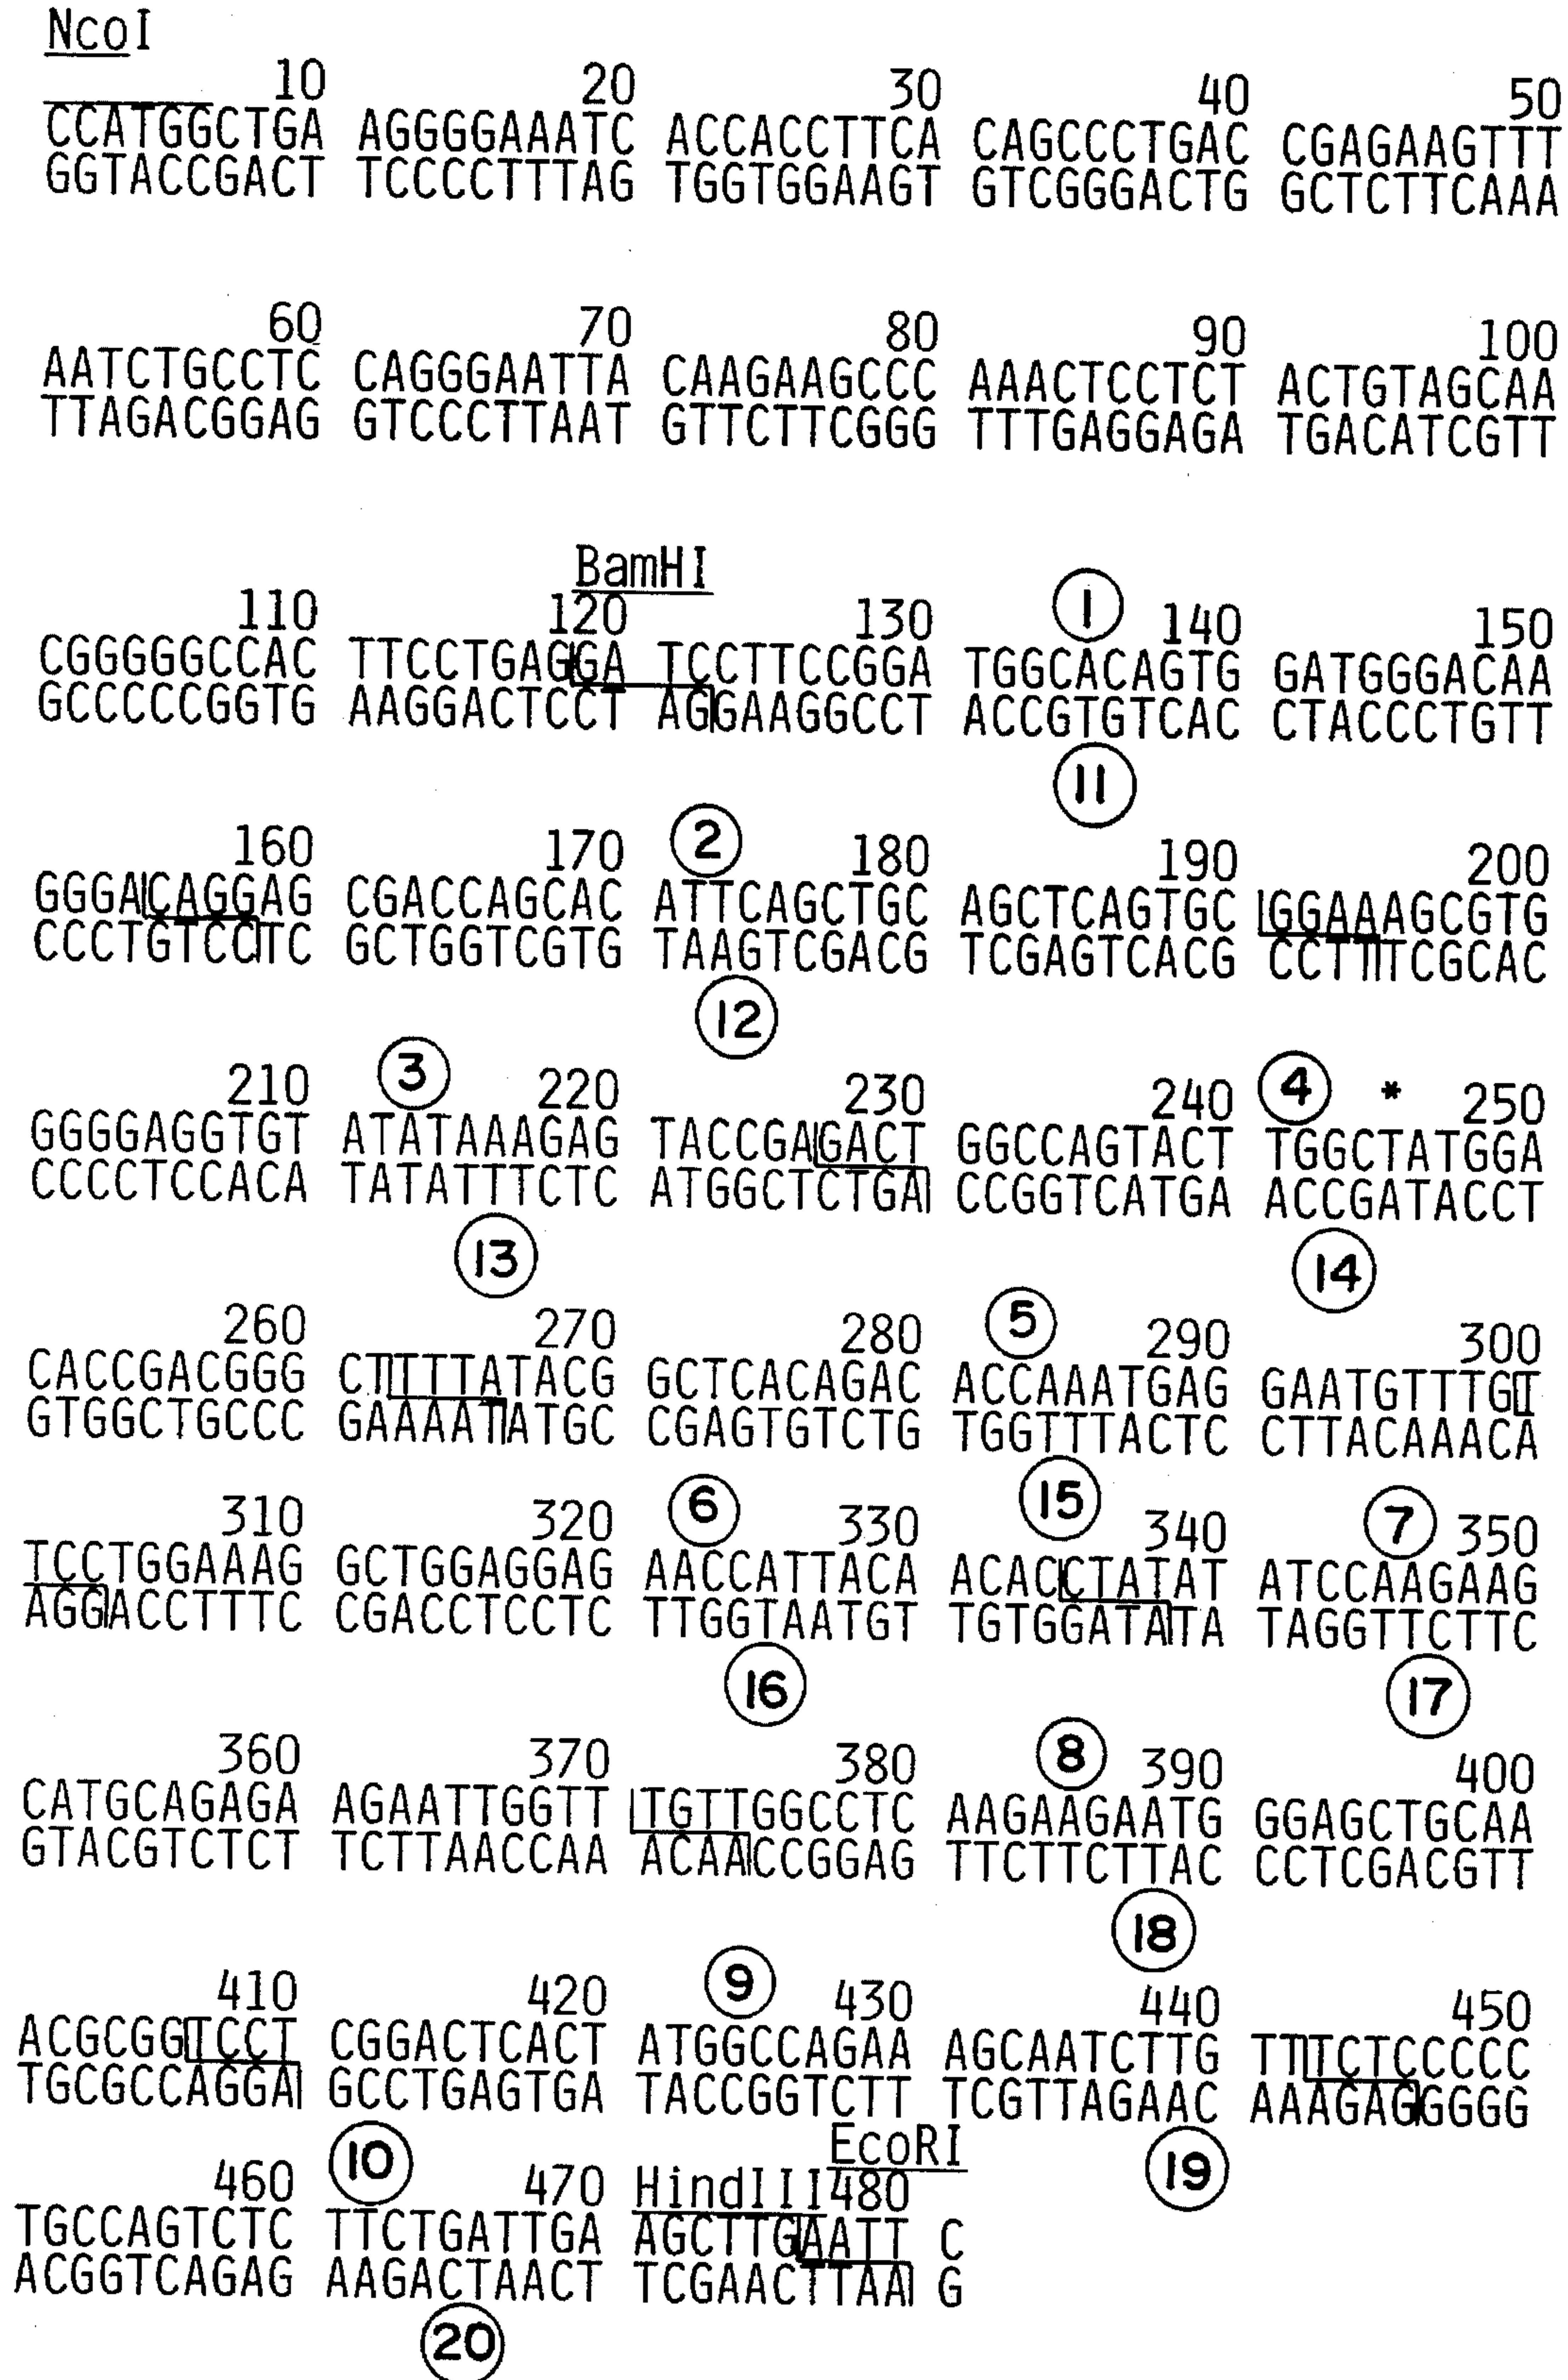 NcoI
10 20 30 40 50
CCATGGCTGA AGGGGAAATC ACCACCTTCA CAGCCCTGAC CGAGAAGTTT
GGTACCGACT TCCCCTTTAG TGGTGGAAGT GTCGGGACTG GCTCTTCAAA
60 70 80 90 100
AATCTGCCTC CAGGGAATTA CAAGAAGCCC AAACTCCTCT ACTGTAGCAA
TTAGACGGAG GTCCCTTAAT GTTCTTCGGG TTTGAGGAGA TGACATCGTT
BamHI
110 120 130 1 140 150
CGGGGGCCAC TTCCTGAGGA TCCTTCCGGA TGGCACAGTG GATGGGACAA
GCCCCCGGTG AAGGACTCCT AGGAAGGCCT ACCGTGTCAC CTACCCTGTT
11
160 170 2 180 190 200
GGGACAGGAG CGACCAGCAC ATTCAGCTGC AGCTCAGTGC GGAAAGCGTG
CCCTGTCCTC GCTGGTCGTG TAAGTCGACG TCGAGTCACG CCTTTCGCAC
12
210 3 220 230 240 4 * 250
GGGGAGGTGT ATATAAAGAG TACCGAGACT GGCCAGTACT TGGCTATGGA
CCCCTCCACA TATATTTCTC ATGGCTCTGA CCGGTCATGA ACCGATACCT
13 14
260 270 280 5 290 300
CACCGACGGG CTTTTATACG GCTCACAGAC ACCAAATGAG GAATGTTTGT
GTGGCTGCCC GAAAATATGC CGAGTGTCTG TGGTTTACTC CTTACAAACA
15
310 320 6 330 340 7 350
TCCTGGAAAG GCTGGAGGAG AACCATTACA ACACCTATAT ATCCAAGAAG
AGGACCTTTC CGACCTCCTC TTGGTAATGT TGTGGATATA TAGGTTCTTC
16 17
360 370 380 8 390 400
CATGCAGAGA AGAATTGGTT TGTTGGCCTC AAGAAGAATG GGAGCTGCAA
GTACGTCTCT TCTTAACCAA ACAACCGGAG TTCTTCTTAC CCTCGACGTT
18
410 420 9 430 440 450
ACGCGGTCCT CGGACTCACT ATGGCCAGAA AGCAATCTTG TTTCTCCCCC
TGCGCCAGGA GCCTGAGTGA TACCGGTCTT TCGTTAGAAC AAAGAGGGGG
10 19
EcoRI
460 470 HindIII 480
TGCCAGTCTC TTCTGATTGA AGCTTGAATT C
ACGGTCAGAG AAGACTAACT TCGAACTTAA G
20